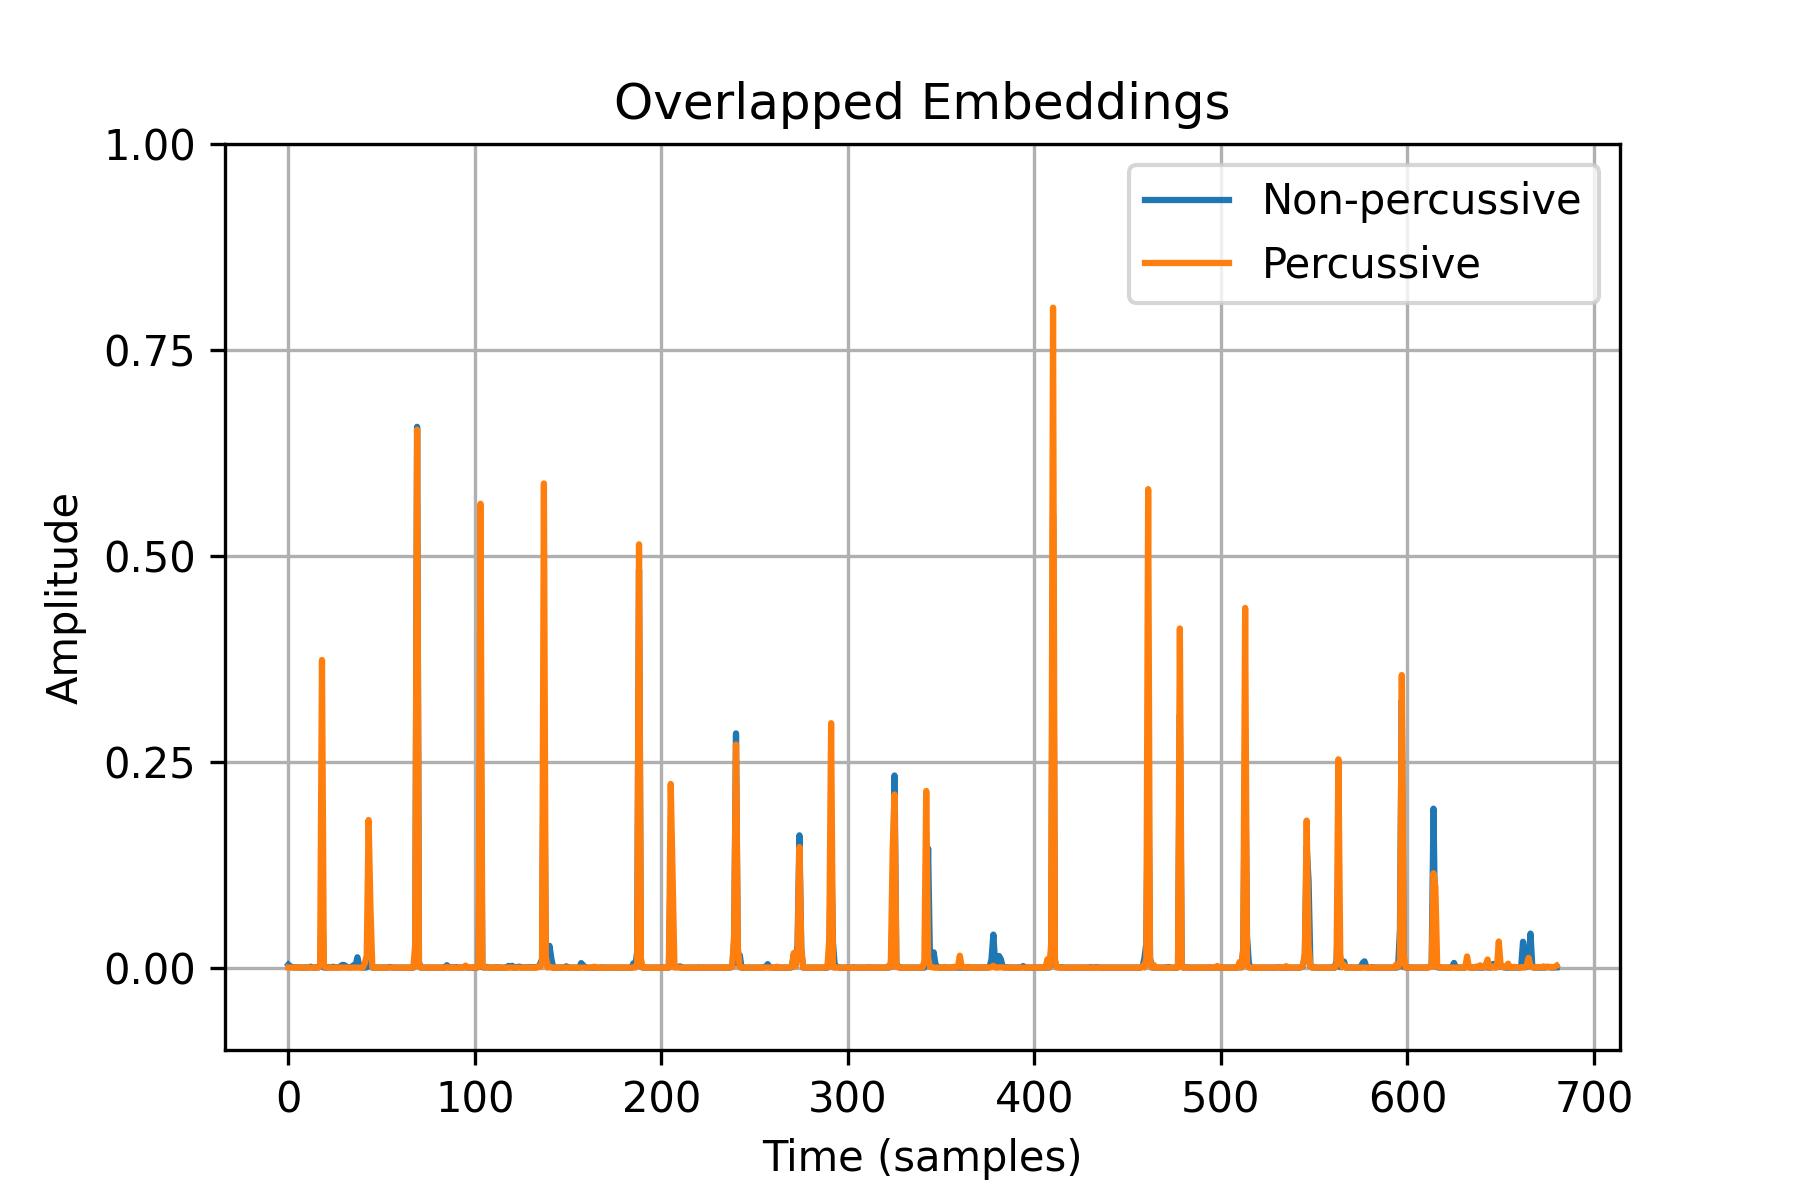 Overlapped Embeddings
1.00
0.75
0.50
0.25
0.00
Amplitude
Non-percussive
Percussive
0 100 200 300 400 500 600 700
Time (samples)